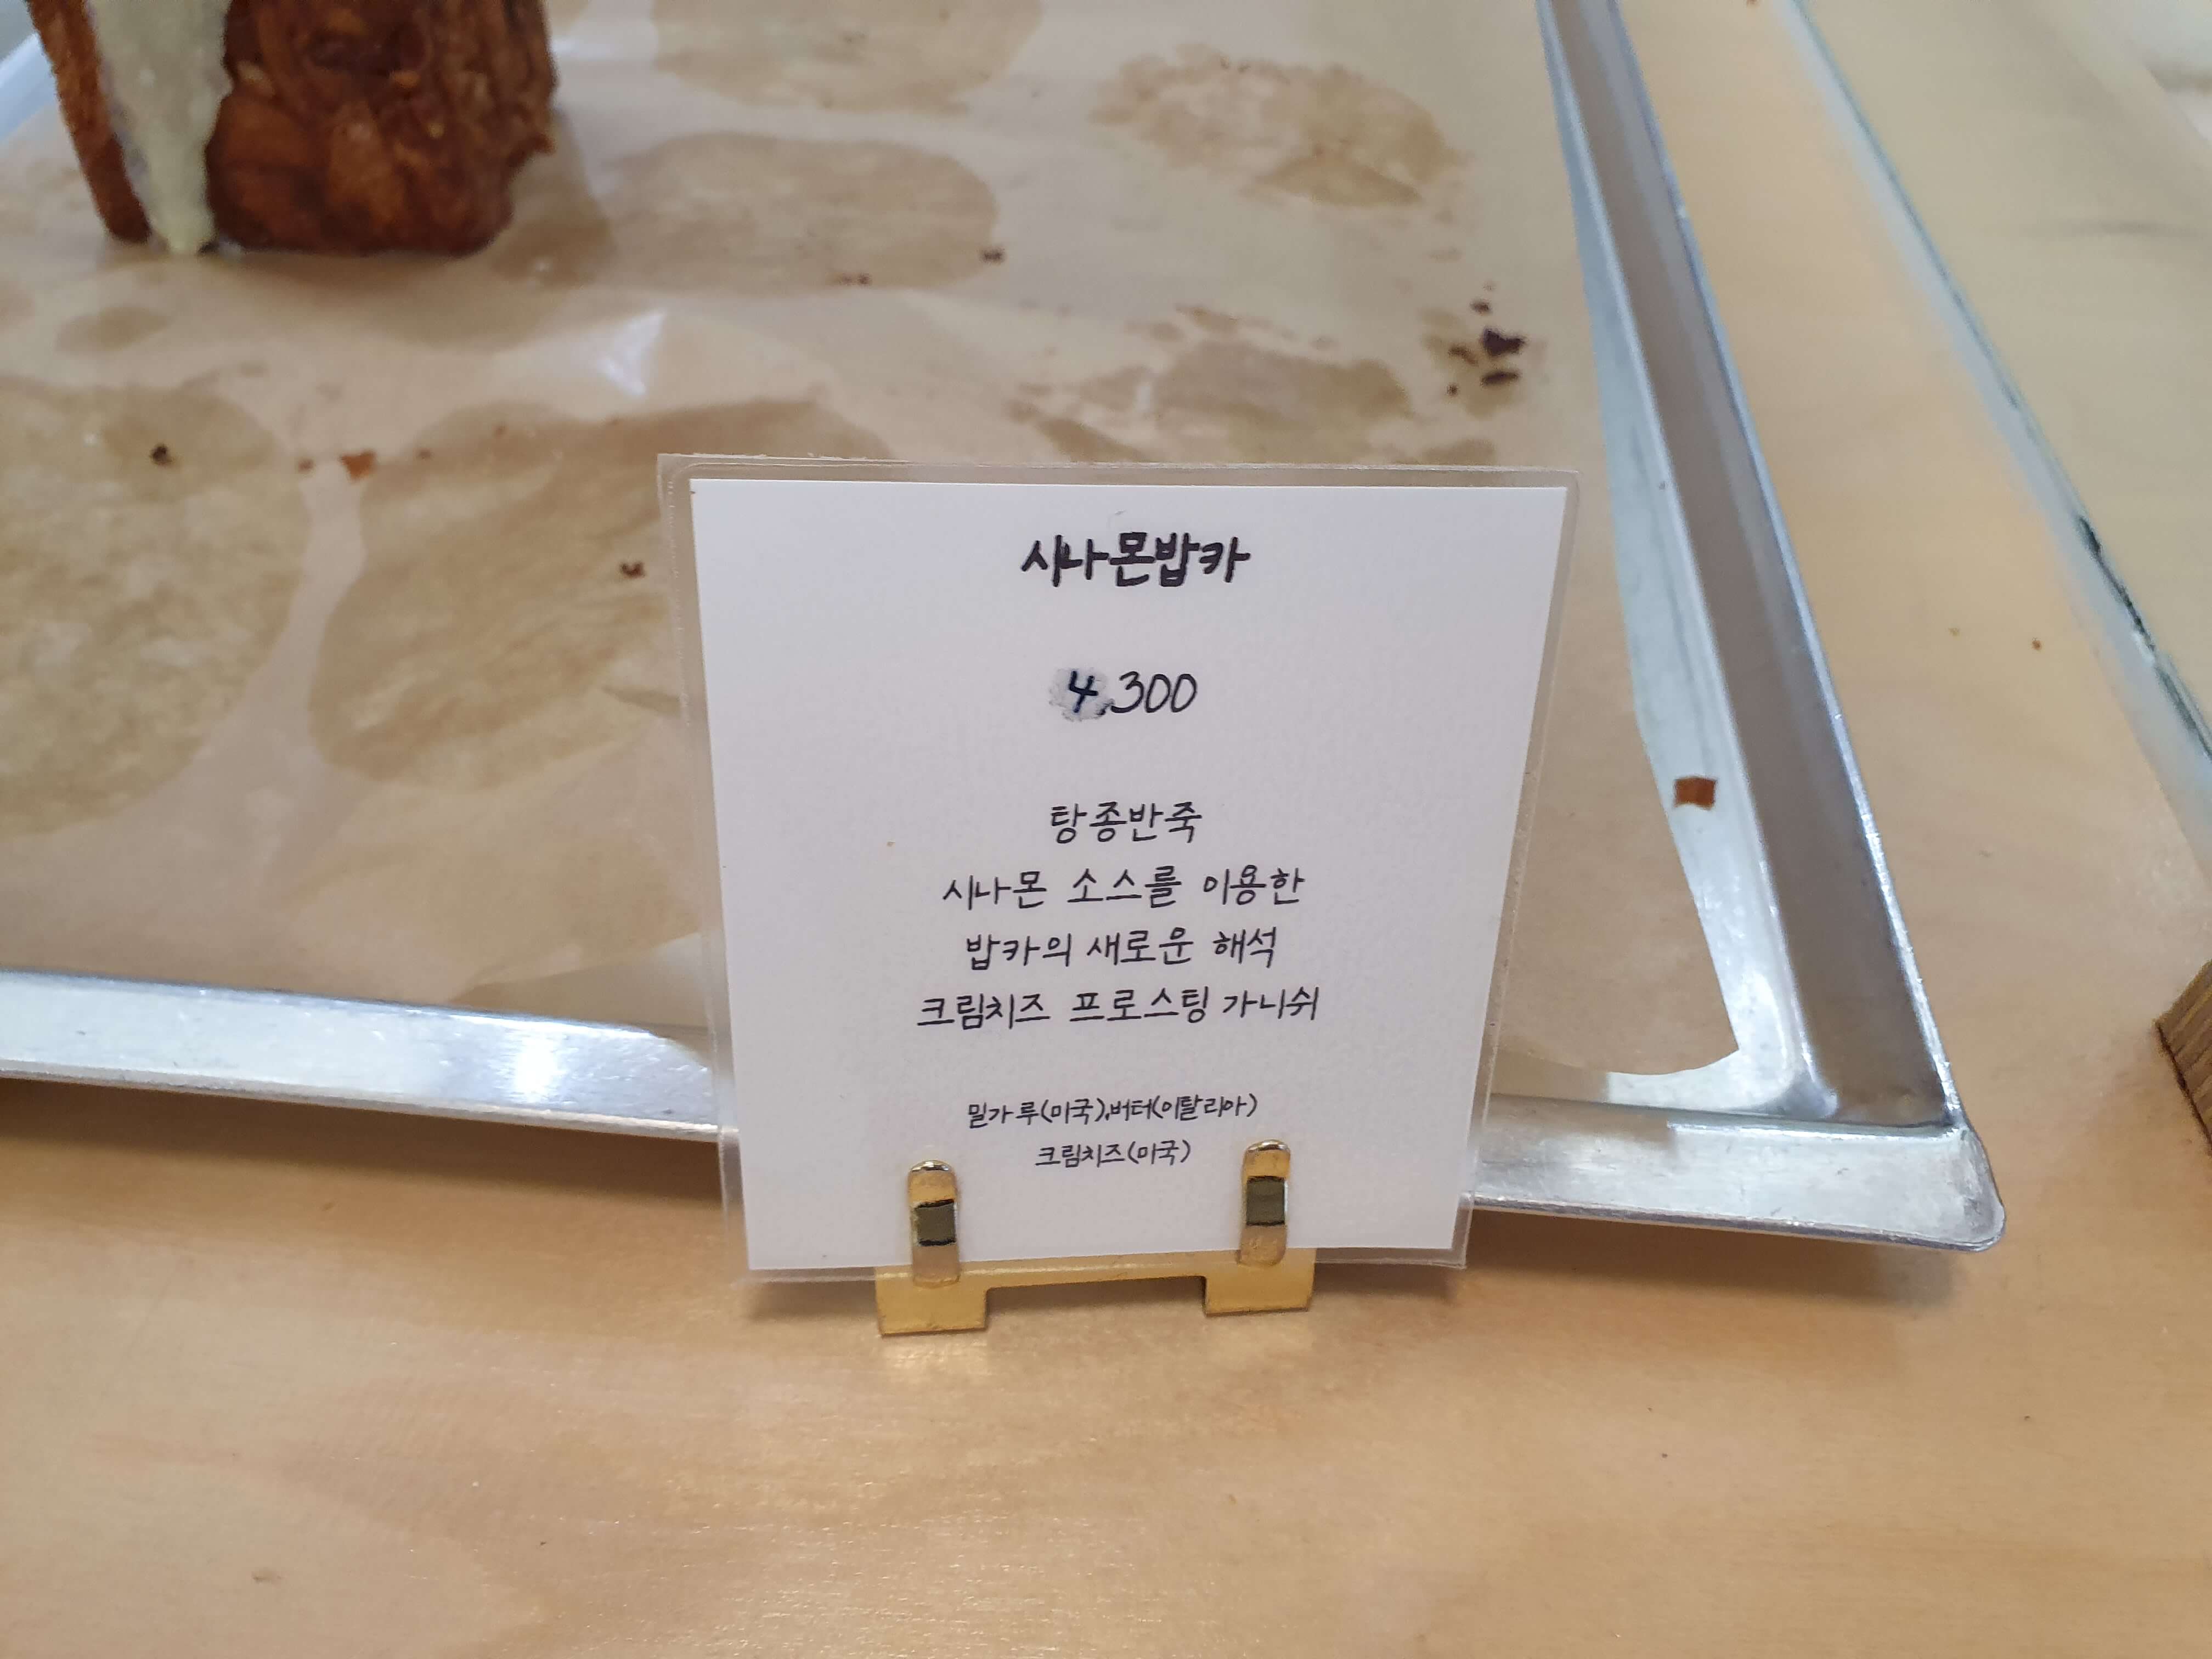 시나몬밥카
4,300
탕종반죽
시나몬 소스를 이용한
밥카의 새로운 해석
크림치즈 프로스팅 가니쉬
밀가루(미국),버터(이탈리아)
크림치즈(미국)